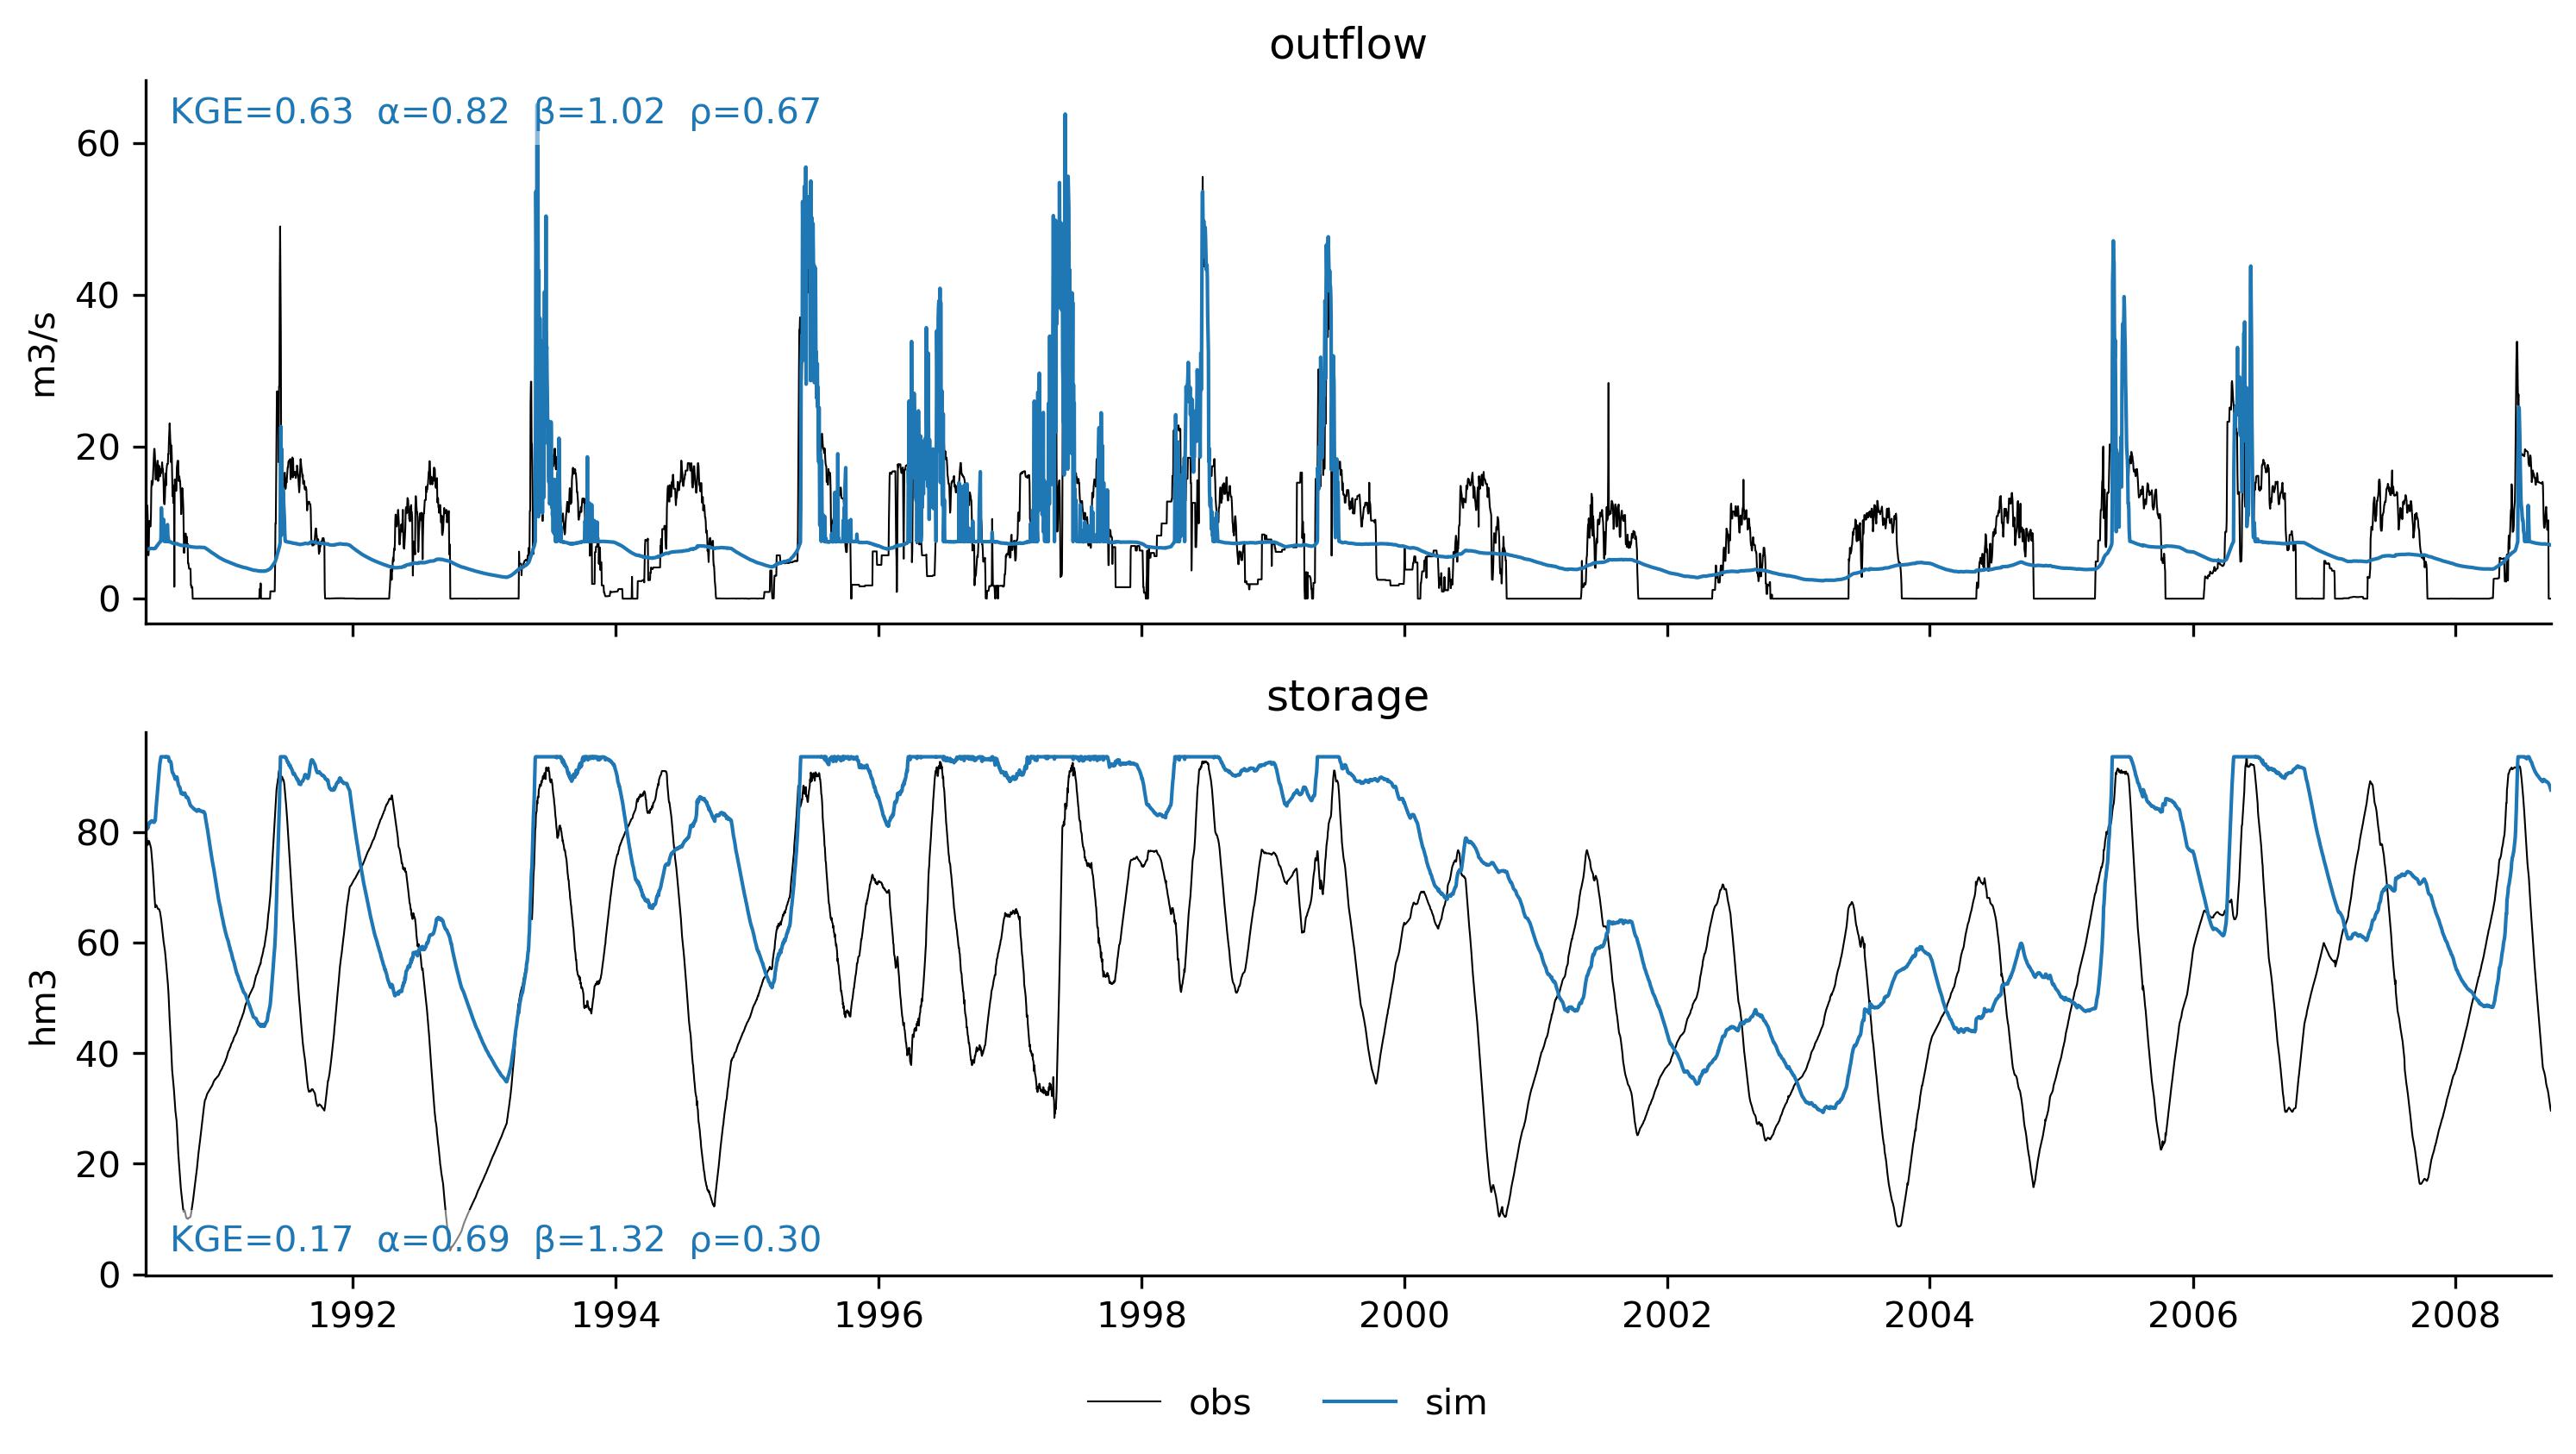 outflow
KGE=0.63 α=0.82 β=1.02 ρ=0.67
60
40
20
0
m3/s
storage
80
60
40
20
0
hm3
KGE=0.17 α=0.69 β=1.32 ρ=0.30
1992 1994 1996 1998 2000 2002 2004 2006 2008
obs sim